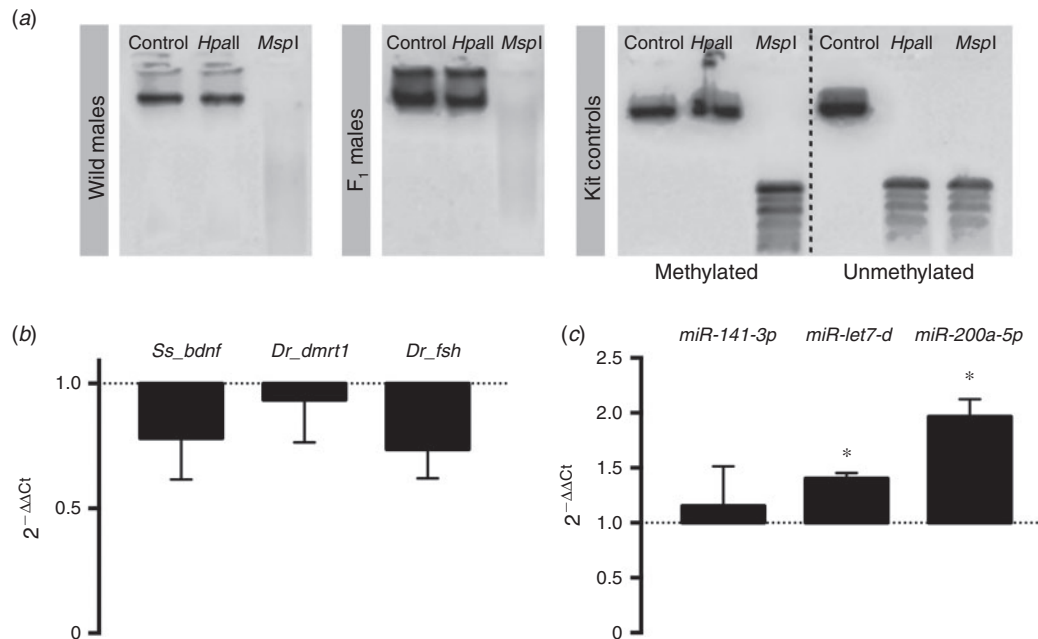 (a)
Wild males
Control HpaII MspI
F1 males
Control HpaII MspI
Kit controls
Control HpaII MspI Control HpaII MspI
Methylated Unmethylated
(b)
Ss_bdnf Dr_dmrt1 Dr_fsh
1.0
0.5
0
2−ΔΔCt
(c)
miR-141-3p miR-let7-d miR-200a-5p
2.5
2.0
1.5
1.0
0.5
0
2−ΔΔCt
*
*